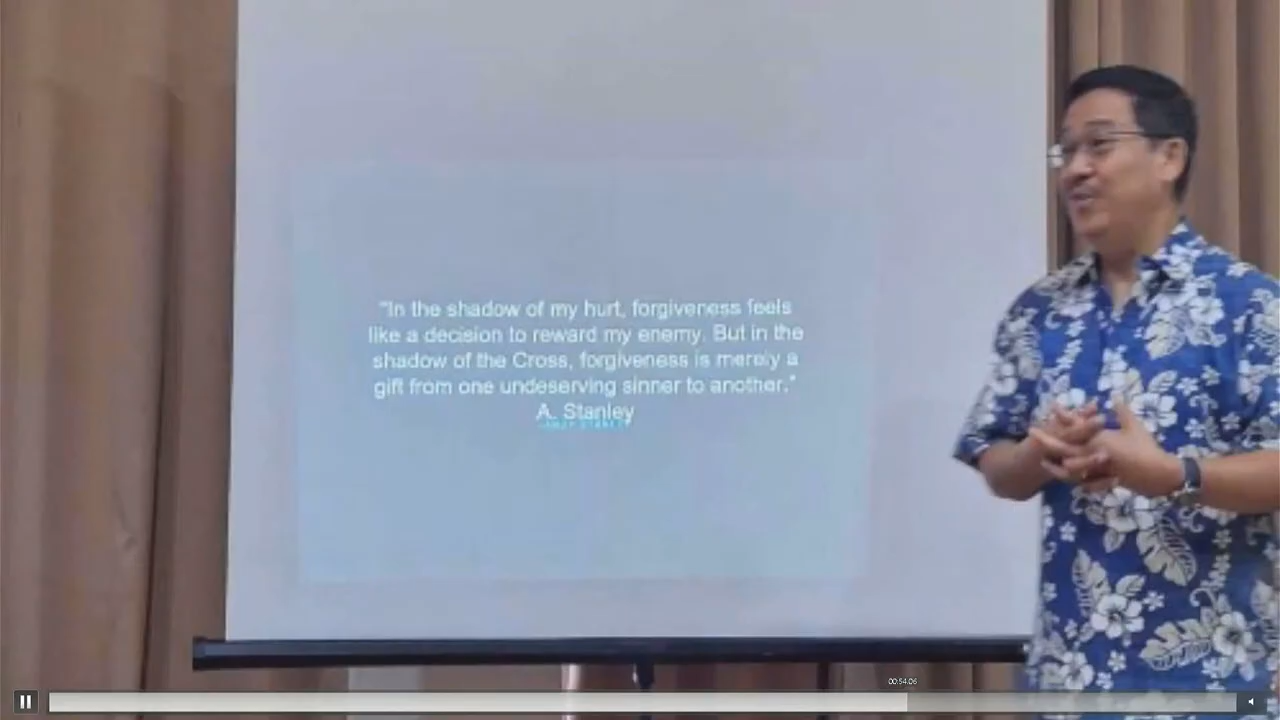 "In the shadow of my hurt, forgiveness feels
like a decision to reward my enemy. But in the
shadow of the Cross, forgiveness is merely a
gift from one undeserving sinner to another."
A. Stanley
00:54:06